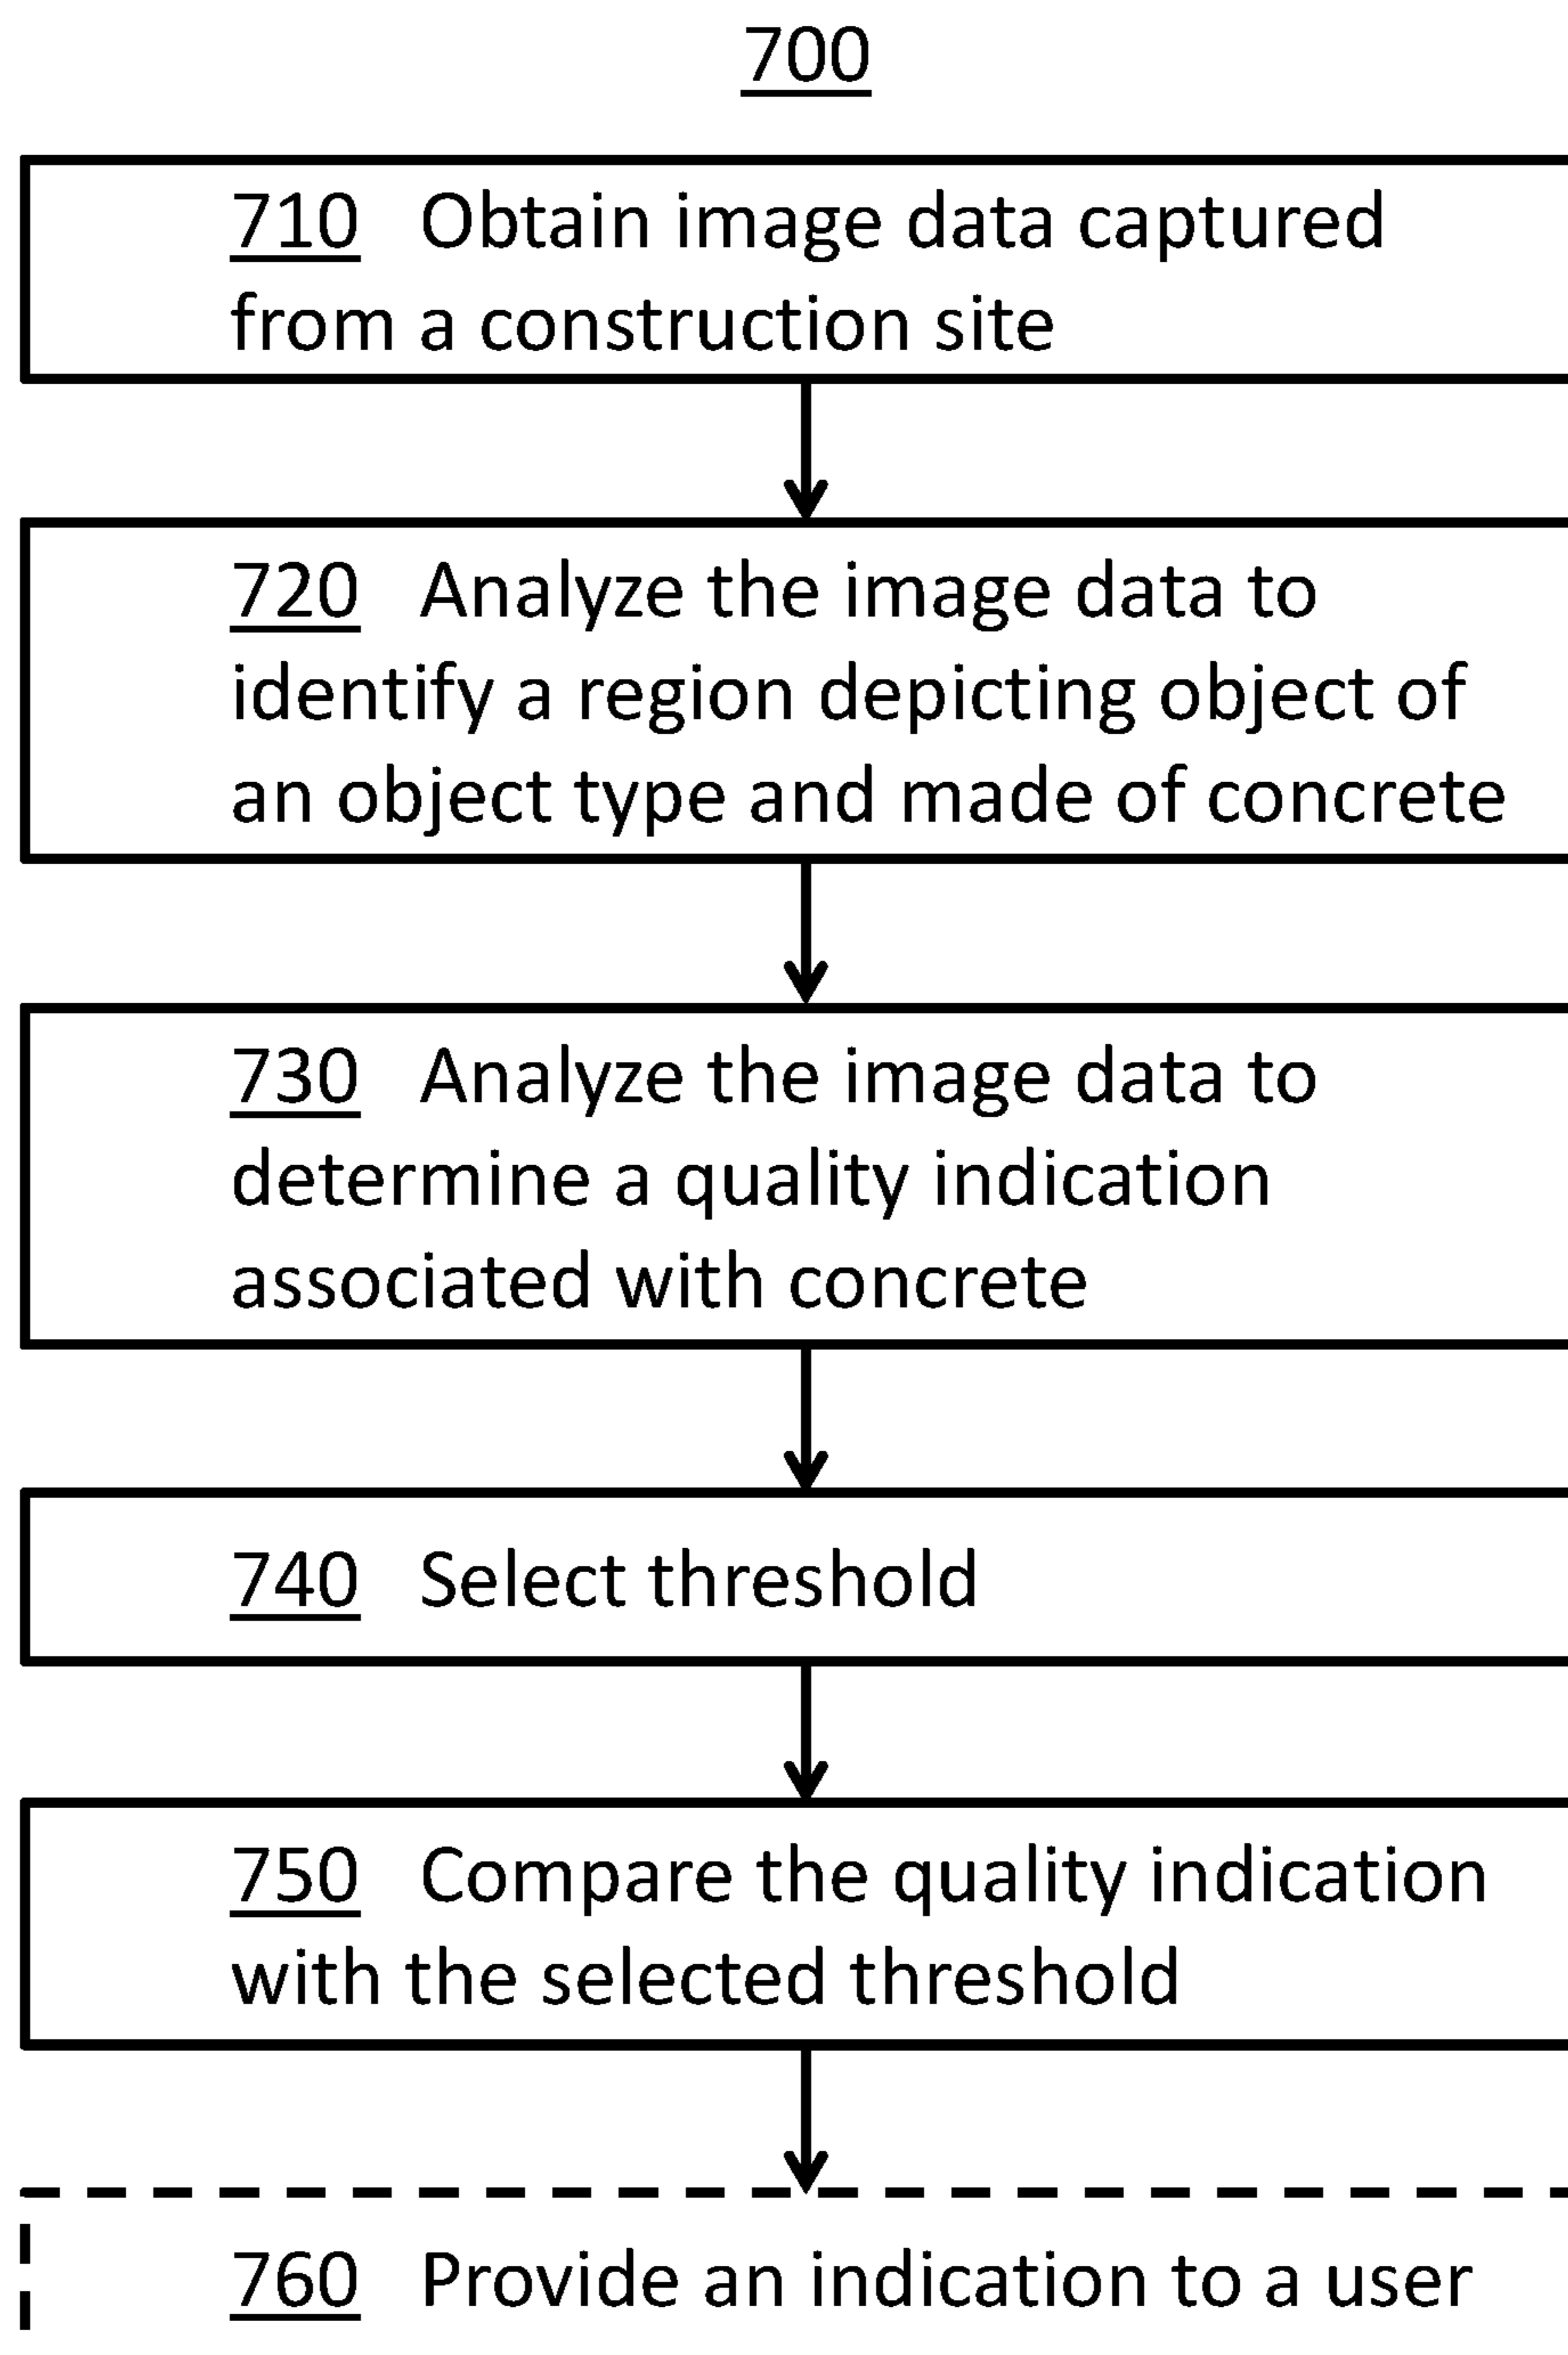 700
710 Obtain image data captured
from a construction site
720 Analyze the image data to
identify a region depicting object of
an object type and made of concrete
730 Analyze the image data to
determine a quality indication
associated with concrete
740 Select threshold
750 Compare the quality indication
with the selected threshold
760 Provide an indication to a user